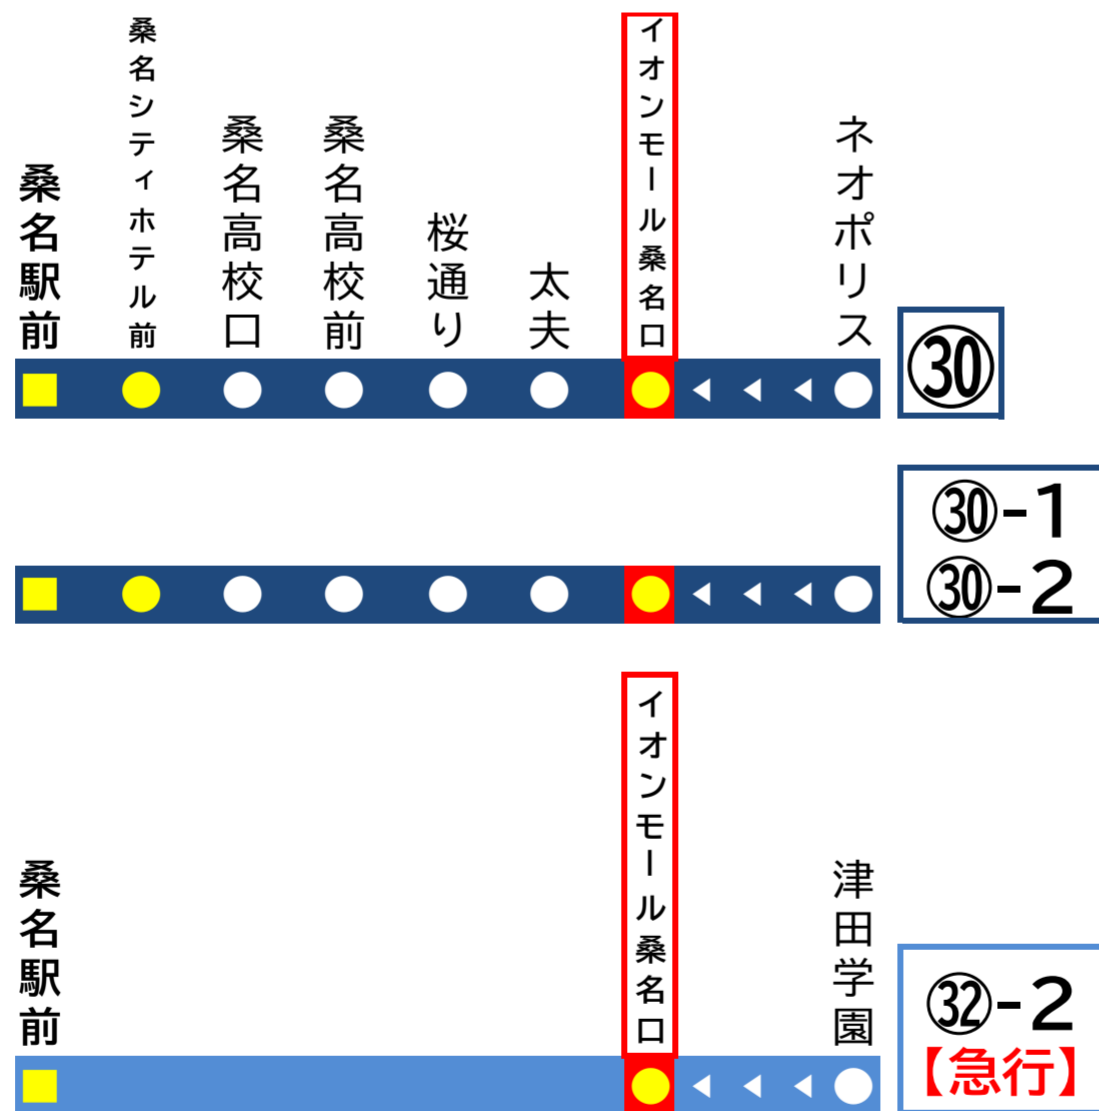 桑名駅前
桑名シティホテル前
桑名高校口
桑名高校前
桜通り
太夫
イオンモール桑名口
ネオポリス
㉚
㉚-1
㉚-2
桑名駅前
イオンモール桑名口
津田学園
㉜-2
【急行】